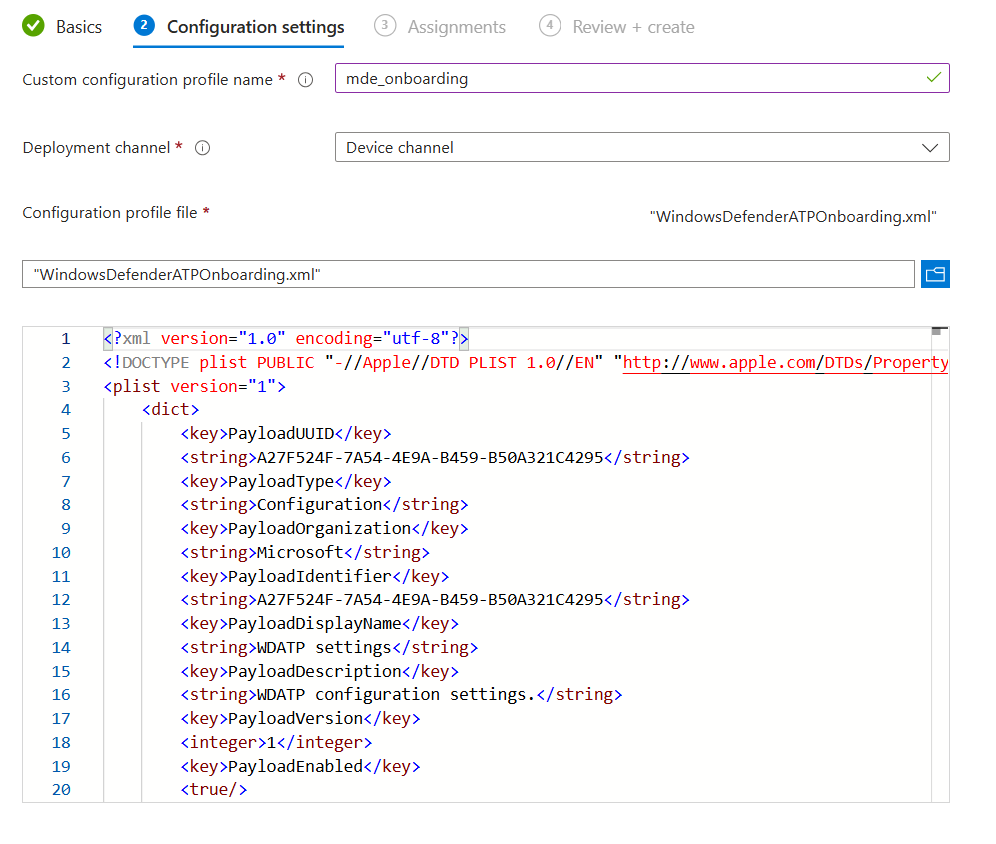 Basics 2 Configuration settings 3 Assignments 4 Review + create
Custom configuration profile name * mde_onboarding
Deployment channel * Device channel
Configuration profile file * "WindowsDefenderATPOnboarding.xml"
"WindowsDefenderATPOnboarding.xml"
1 <?xml version="1.0" encoding="utf-8"?>
2 <!DOCTYPE plist PUBLIC "-//Apple//DTD PLIST 1.0//EN" "http://www.apple.com/DTDs/Property
3 <plist version="1">
4 <dict>
5 <key>PayloadUUID</key>
6 <string>A27F524F-7A54-4E9A-B459-B50A321C4295</string>
7 <key>PayloadType</key>
8 <string>Configuration</string>
9 <key>PayloadOrganization</key>
10 <string>Microsoft</string>
11 <key>PayloadIdentifier</key>
12 <string>A27F524F-7A54-4E9A-B459-B50A321C4295</string>
13 <key>PayloadDisplayName</key>
14 <string>WDATP settings</string>
15 <key>PayloadDescription</key>
16 <string>WDATP configuration settings.</string>
17 <key>PayloadVersion</key>
18 <integer>1</integer>
19 <key>PayloadEnabled</key>
20 <true/>